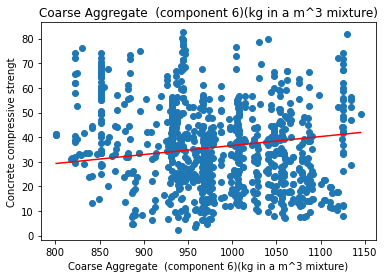 Coarse Aggregate  (component 6)(kg in a m^3 mixture)
Concrete compressive strengt
80
70
60
50
40
30
20
10
0
800 850 900 950 1000 1050 1100 1150
Coarse Aggregate  (component 6)(kg in a m^3 mixture)